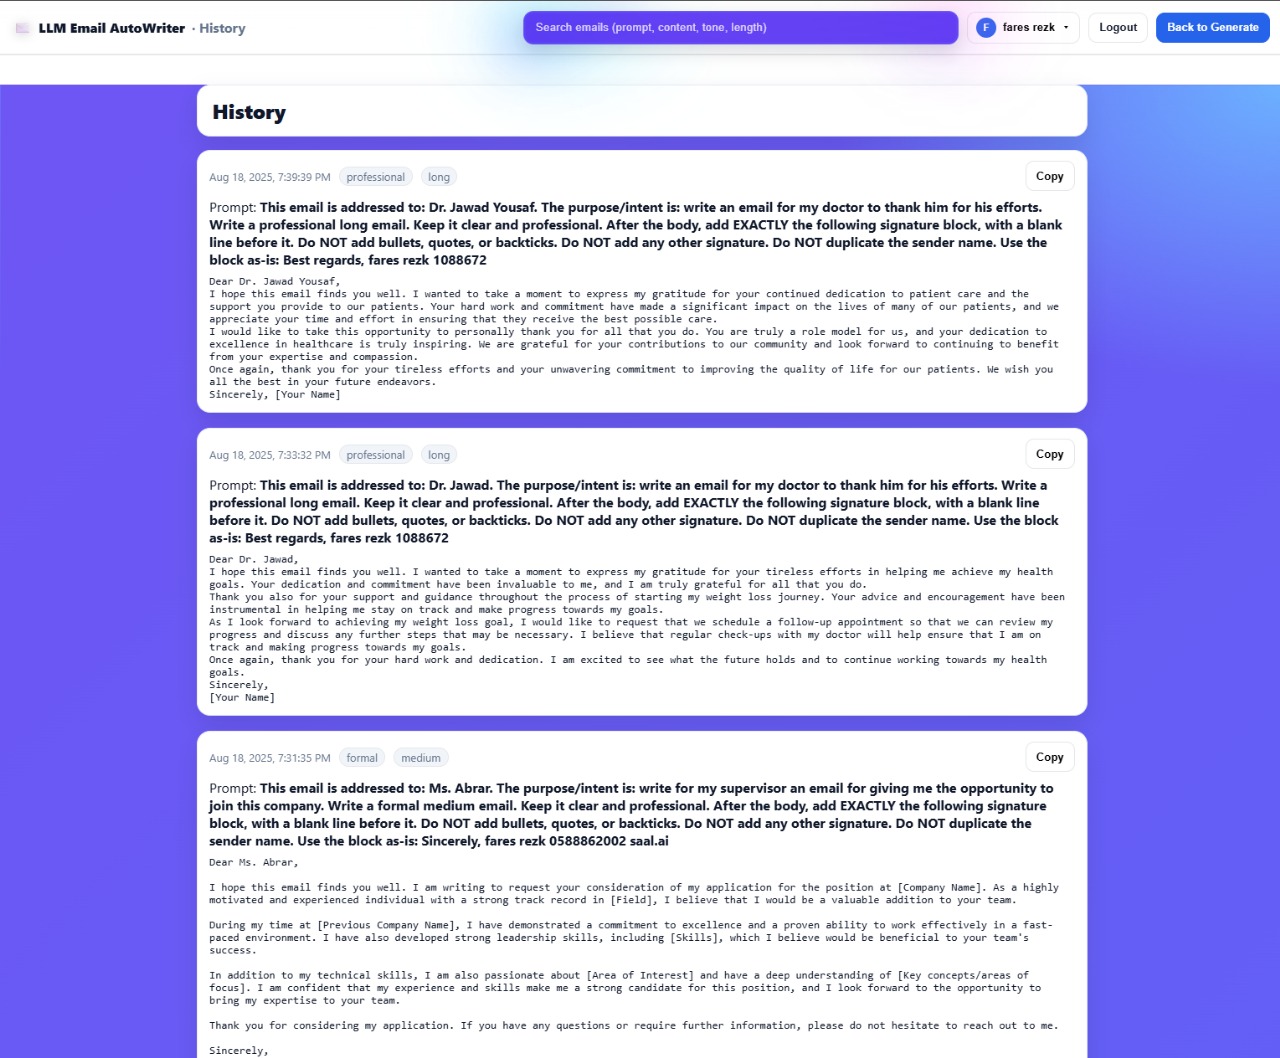 LLM Email AutoWriter · History
Search emails (prompt, content, tone, length)
F fares rezk
Logout
Back to Generate
History
Aug 18, 2025, 7:39:39 PM professional long
Copy
Prompt: This email is addressed to: Dr. Jawad Yousaf. The purpose/intent is: write an email for my doctor to thank him for his efforts.
Write a professional long email. Keep it clear and professional. After the body, add EXACTLY the following signature block, with a blank
line before it. Do NOT add bullets, quotes, or backticks. Do NOT add any other signature. Do NOT duplicate the sender name. Use the
block as-is: Best regards, fares rezk 1088672
Dear Dr. Jawad Yousaf,
I hope this email finds you well. I wanted to take a moment to express my gratitude for your continued dedication to patient care and the
support you provide to our patients. Your hard work and commitment have made a significant impact on the lives of many of our patients, and we
appreciate your time and effort in ensuring that they receive the best possible care.
I would like to take this opportunity to personally thank you for all that you do. You are truly a role model for us, and your dedication to
excellence in healthcare is truly inspiring. We are grateful for your contributions to our community and look forward to continuing to benefit
from your expertise and compassion.
Once again, thank you for your tireless efforts and your unwavering commitment to improving the quality of life for our patients. We wish you
all the best in your future endeavors.
Sincerely, [Your Name]
Aug 18, 2025, 7:33:32 PM professional long
Copy
Prompt: This email is addressed to: Dr. Jawad. The purpose/intent is: write an email for my doctor to thank him for his efforts. Write a
professional long email. Keep it clear and professional. After the body, add EXACTLY the following signature block, with a blank line
before it. Do NOT add bullets, quotes, or backticks. Do NOT add any other signature. Do NOT duplicate the sender name. Use the block
as-is: Best regards, fares rezk 1088672
Dear Dr. Jawad,
I hope this email finds you well. I wanted to take a moment to express my gratitude for your tireless efforts in helping me achieve my health
goals. Your dedication and commitment have been invaluable to me, and I am truly grateful for all that you do.
Thank you also for your support and guidance throughout the process of starting my weight loss journey. Your advice and encouragement have been
instrumental in helping me stay on track and make progress towards my goals.
As I look forward to achieving my weight loss goal, I would like to request that we schedule a follow-up appointment so that we can review my
progress and discuss any further steps that may be necessary. I believe that regular check-ups with my doctor will help ensure that I am on
track and making progress towards my goals.
Once again, thank you for your hard work and dedication. I am excited to see what the future holds and to continue working towards my health
goals.
Sincerely,
[Your Name]
Aug 18, 2025, 7:31:35 PM formal medium
Copy
Prompt: This email is addressed to: Ms. Abrar. The purpose/intent is: write for my supervisor an email for giving me the opportunity to
join this company. Write a formal medium email. Keep it clear and professional. After the body, add EXACTLY the following signature
block, with a blank line before it. Do NOT add bullets, quotes, or backticks. Do NOT add any other signature. Do NOT duplicate the
sender name. Use the block as-is: Sincerely, fares rezk 0588862002 saal.ai
Dear Ms. Abrar,
I hope this email finds you well. I am writing to request your consideration of my application for the position at [Company Name]. As a highly
motivated and experienced individual with a strong track record in [Field], I believe that I would be a valuable addition to your team.
During my time at [Previous Company Name], I have demonstrated a commitment to excellence and a proven ability to work effectively in a fast-
paced environment. I have also developed strong leadership skills, including [Skills], which I believe would be beneficial to your team's
success.
In addition to my technical skills, I am also passionate about [Area of Interest] and have a deep understanding of [Key concepts/areas of
focus]. I am confident that my experience and skills make me a strong candidate for this position, and I look forward to the opportunity to
bring my expertise to your team.
Thank you for considering my application. If you have any questions or require further information, please do not hesitate to reach out to me.
Sincerely,